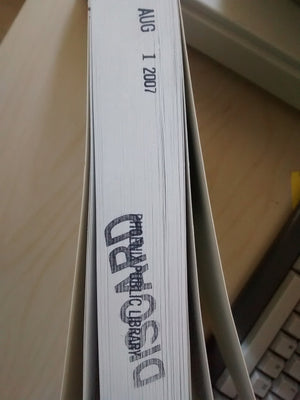 AUG 1 2007
PHOENIX PUBLIC LIBRARY
DISCARD